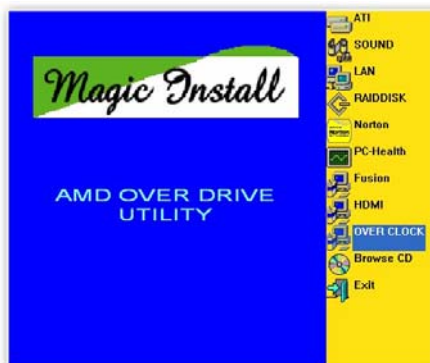 Magic Install
AMD OVER DRIVE
UTILITY
ATI
SOUND
LAN
RAIDDISK
Norton
PC-Health
Fusion
HDMI
OVER CLOCK
Browse CD
Exit